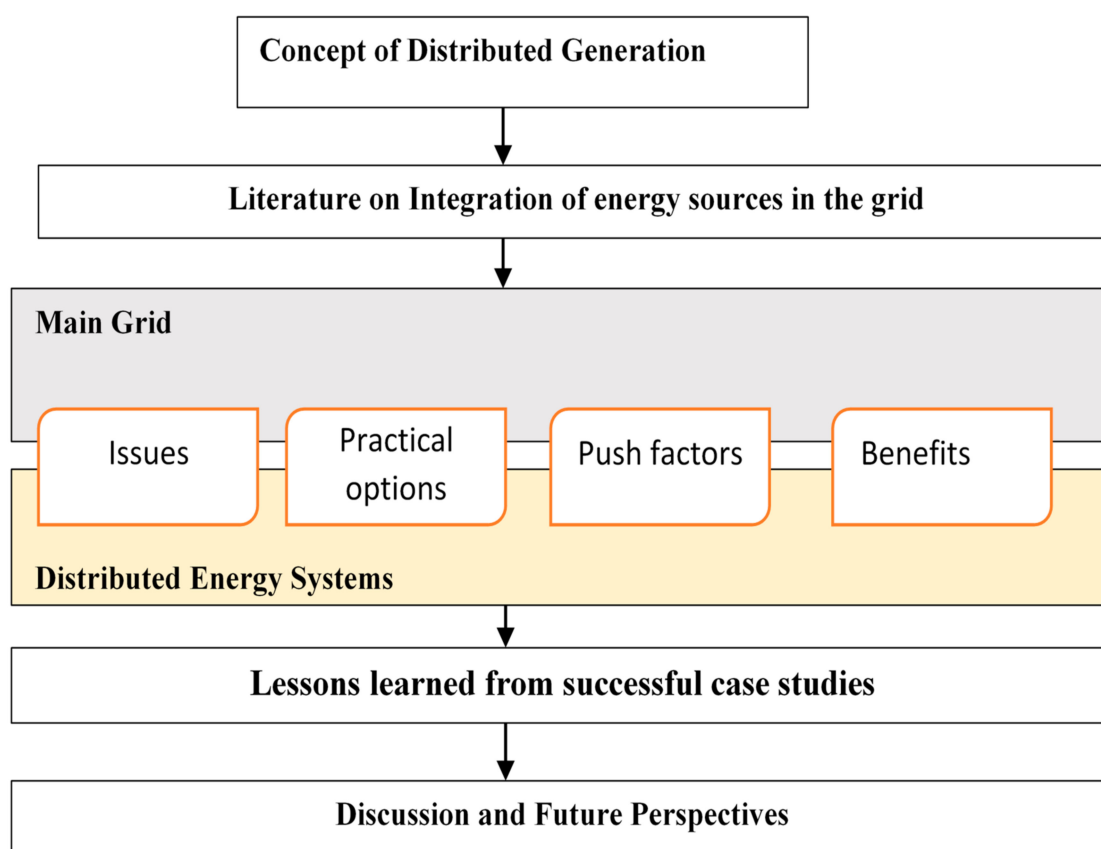 Concept of Distributed Generation
Literature on Integration of energy sources in the grid
Main Grid
Issues
Practical
options
Push factors
Benefits
Distributed Energy Systems
Lessons learned from successful case studies
Discussion and Future Perspectives